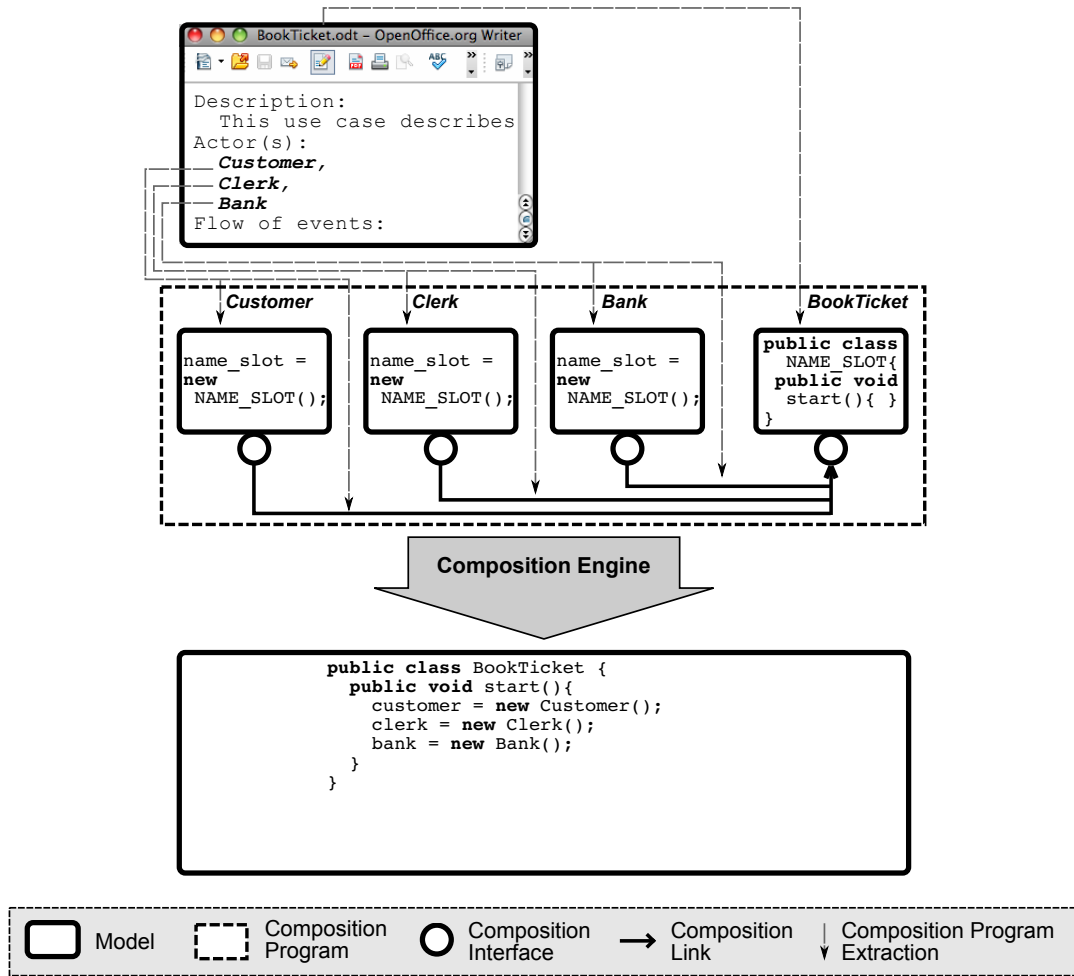 BookTicket.odt – OpenOffice.org Writer
ABC
Description:
This use case describes
Actor(s):
Customer,
Clerk,
Bank
Flow of events:
Customer
Clerk
Bank
BookTicket
name_slot =
new
NAME_SLOT();
name_slot =
new
NAME_SLOT();
name_slot =
new
NAME_SLOT();
public class
NAME_SLOT{
public void
start(){ }
}
Composition Engine
public class BookTicket {
public void start(){
customer = new Customer();
clerk = new Clerk();
bank = new Bank();
}
}
Model
Composition
Program
Composition
Interface
Composition
Link
Composition Program
Extraction